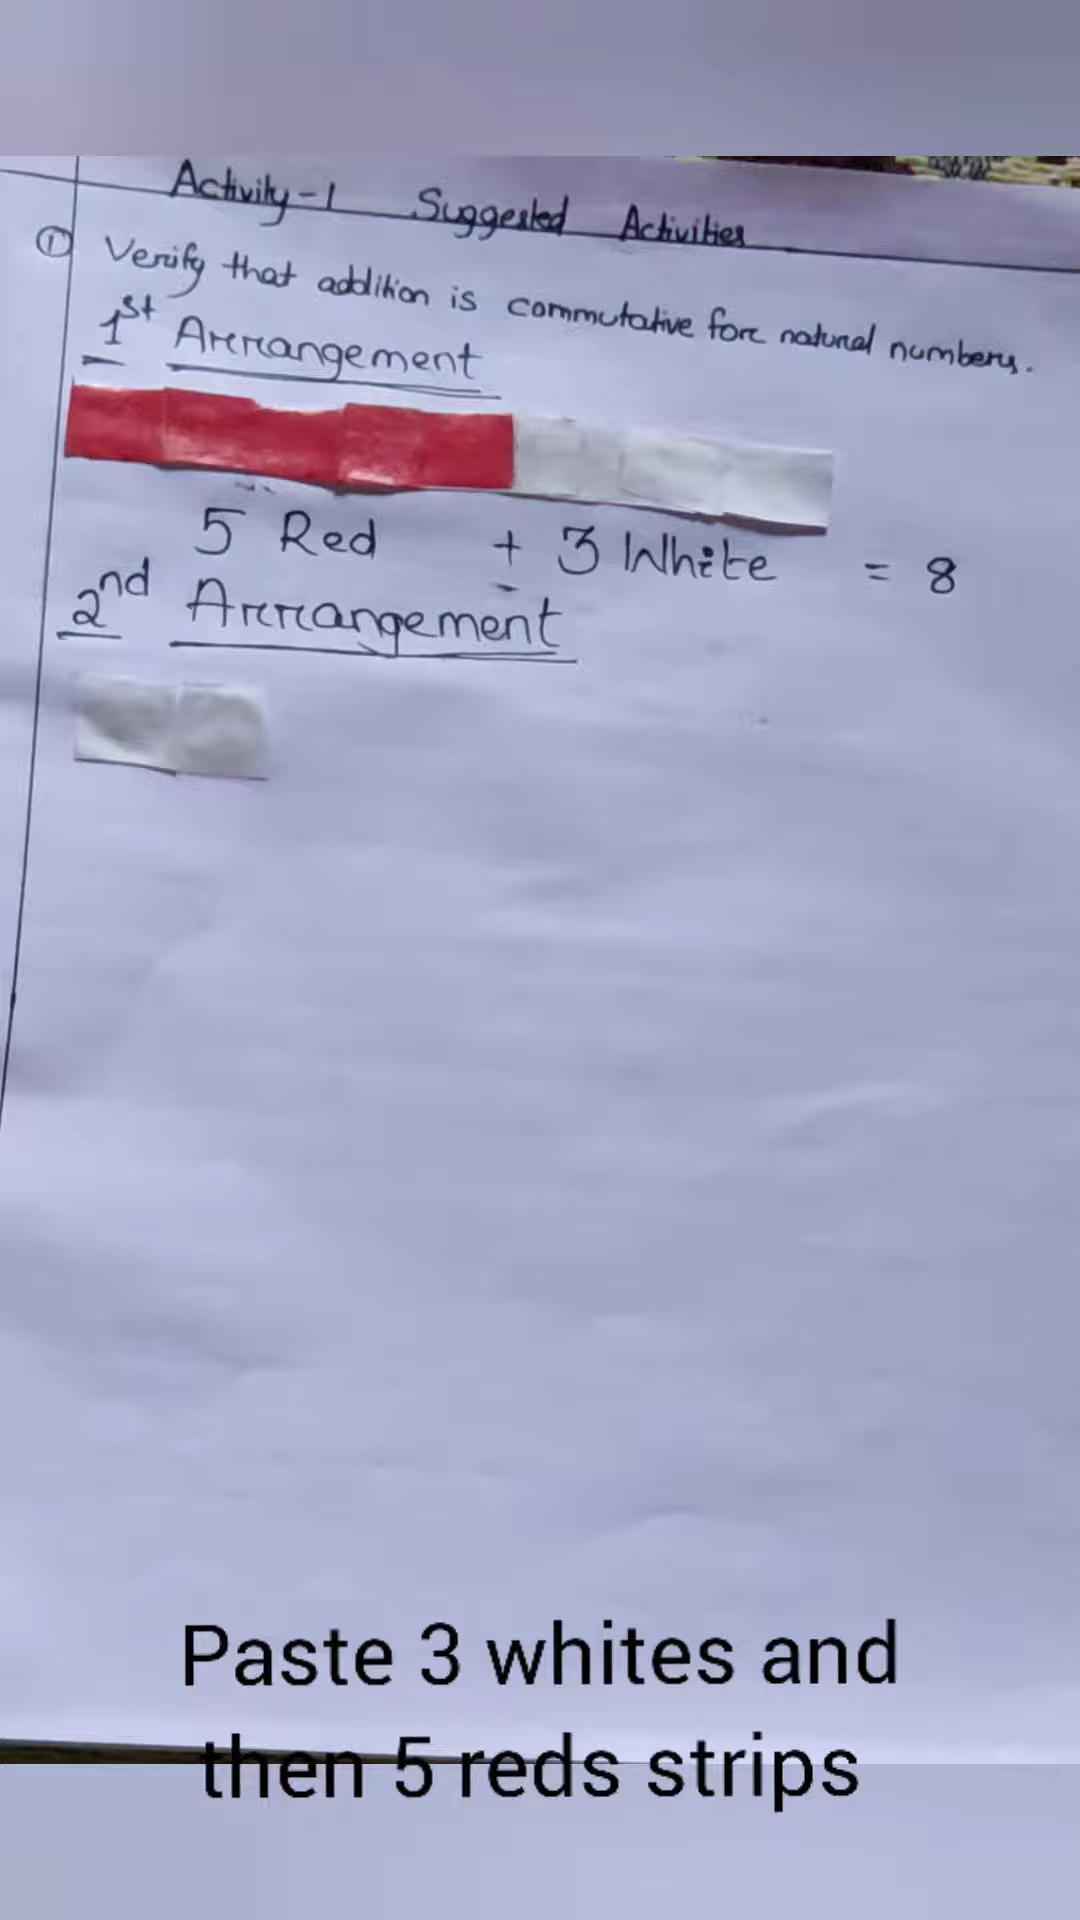 Activity-1 Suggested Activities
① Verify that addition is commutative fore natural numbers.
1st Arrangement
5 Red + 3 White = 8
2nd Arrangement
Paste 3 whites and
then 5 reds strips